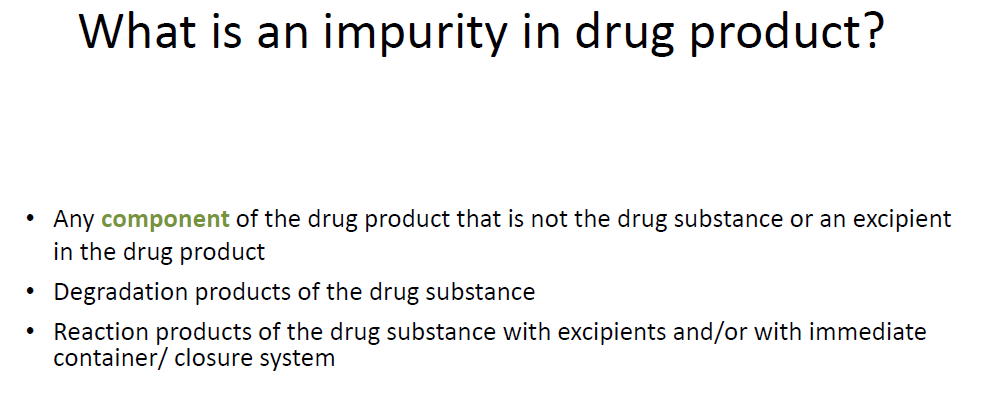 What is an impurity in drug product?
• Any component of the drug product that is not the drug substance or an excipient
in the drug product
• Degradation products of the drug substance
• Reaction products of the drug substance with excipients and/or with immediate
container/ closure system